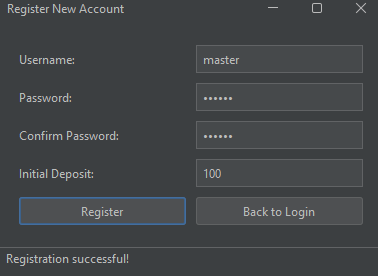 Register New Account
Username: master
Password: ••••••
Confirm Password: ••••••
Initial Deposit: 100
Register Back to Login
Registration successful!